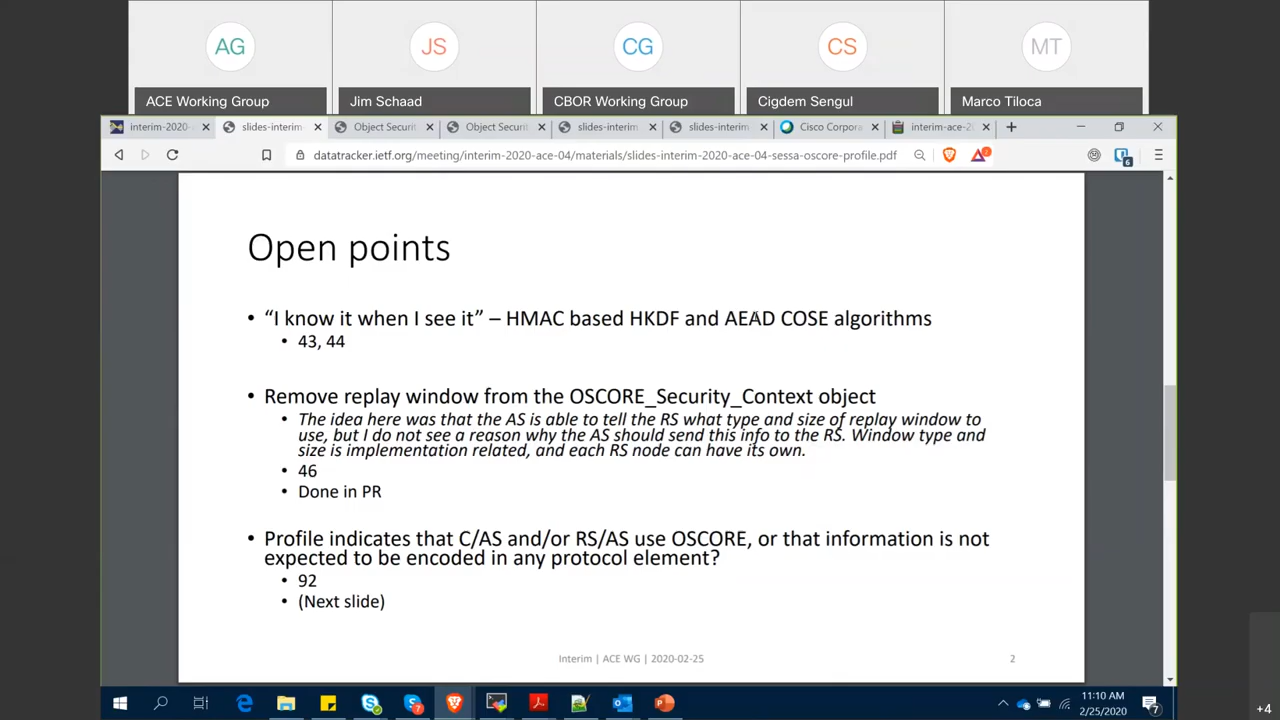 AG
JS
CG
CS
MT
ACE Working Group
Jim Schaad
CBOR Working Group
Cigdem Sengul
Marco Tiloca
interim-2020-
slides-interim
Object Securit
Object Securit
slides-interim
slides-interim
Cisco Corpora
interim-ace-2
datatracker.ietf.org/meeting/interim-2020-ace-04/materials/slides-interim-2020-ace-04-sessa-oscore-profile.pdf
6
Open points
• “I know it when I see it” – HMAC based HKDF and AEAD COSE algorithms
• 43, 44
• Remove replay window from the OSCORE_Security_Context object
• The idea here was that the AS is able to tell the RS what type and size of replay window to
use, but I do not see a reason why the AS should send this info to the RS. Window type and
size is implementation related, and each RS node can have its own.
• 46
• Done in PR
• Profile indicates that C/AS and/or RS/AS use OSCORE, or that information is not
expected to be encoded in any protocol element?
• 92
• (Next slide)
Interim | ACE WG | 2020-02-25
2
11:10 AM
2/25/2020
7
+4